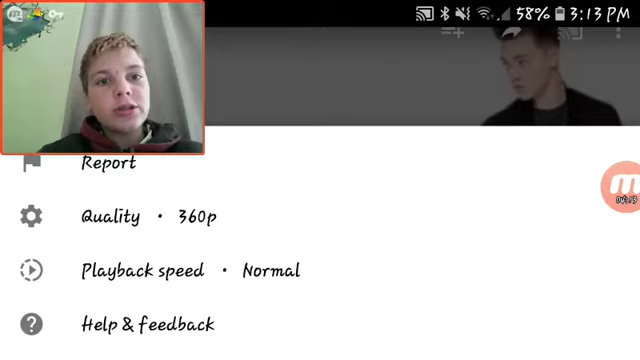 58% 3:13 PM
Report
Quality • 360p
Playback speed • Normal
Help & feedback